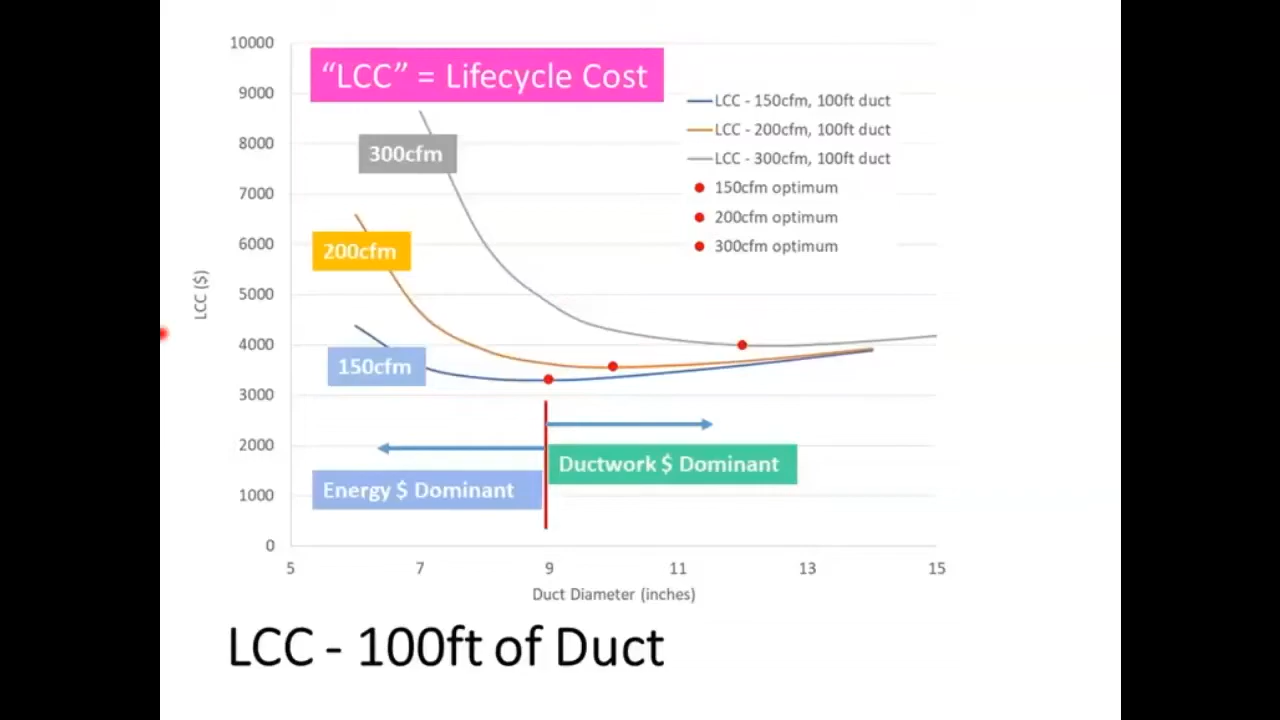 10000
9000
8000
7000
6000
5000
4000
3000
2000
1000
0
LCC ($)
"LCC" = Lifecycle Cost
LCC - 150cfm, 100ft duct
LCC - 200cfm, 100ft duct
LCC - 300cfm, 100ft duct
150cfm optimum
200cfm optimum
300cfm optimum
300cfm
200cfm
150cfm
Ductwork $ Dominant
Energy $ Dominant
5 7 9 11 13 15
Duct Diameter (inches)
LCC - 100ft of Duct